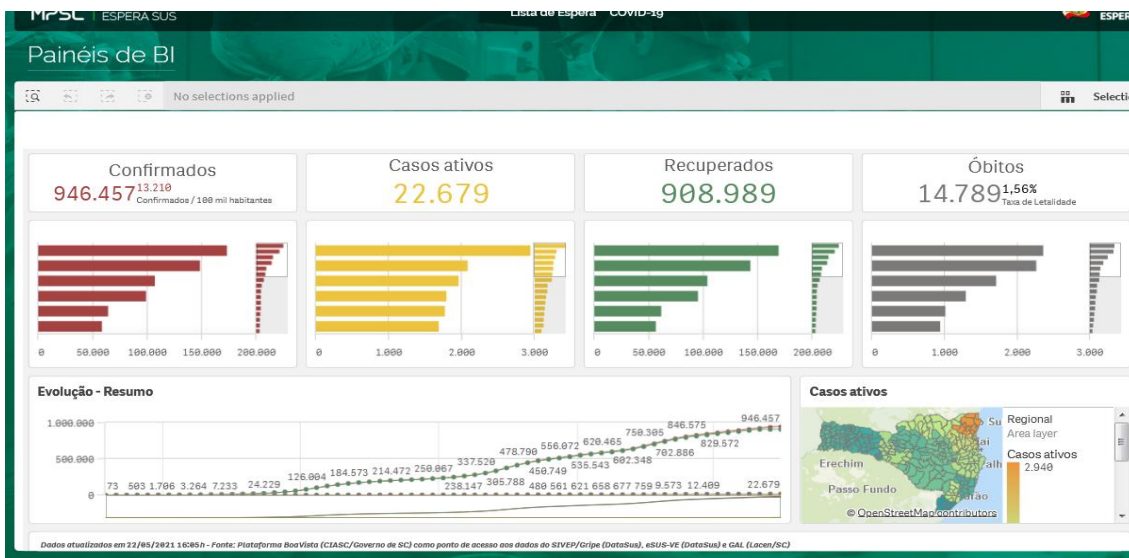 MPSC | ESPERA SUS
Lista de Espera COVID-19
ESPER
Painéis de BI
No selections applied
Selecti
Confirmados
946.457 13.210
Confirmados / 100 mil habitantes
Casos ativos
22.679
Recuperados
908.989
Óbitos
14.789 1,56%
Taxa de Letalidade
0 50.000 100.000 150.000 200.000
0 1.000 2.000 3.000
0 50.000 100.000 150.000 200.000
0 1.000 2.000 3.000
Evolução - Resumo
1.000.000
500.000
0
73 503 1.706 3.264 7.233 24.229 126.004 184.573 214.472 250.067 337.520 478.790 556.072 620.465 750.305 846.575 946.457
238.147 305.788 450.749 535.543 602.348 702.886 829.572
480 561 621 658 677 759 9.573 12.409 22.679
Casos ativos
Erechim
Passo Fundo
© OpenStreetMap contributors
Regional
Area layer
Casos ativos
2.940
Dados atualizados em 22/05/2021 16:05h - Fonte: Plataforma BoaVista (CIASC/Governo de SC) como ponto de acesso aos dados do SIVEP/Gripe (DataSus), eSUS-VE (DataSus) e GAL (Lacen/SC)